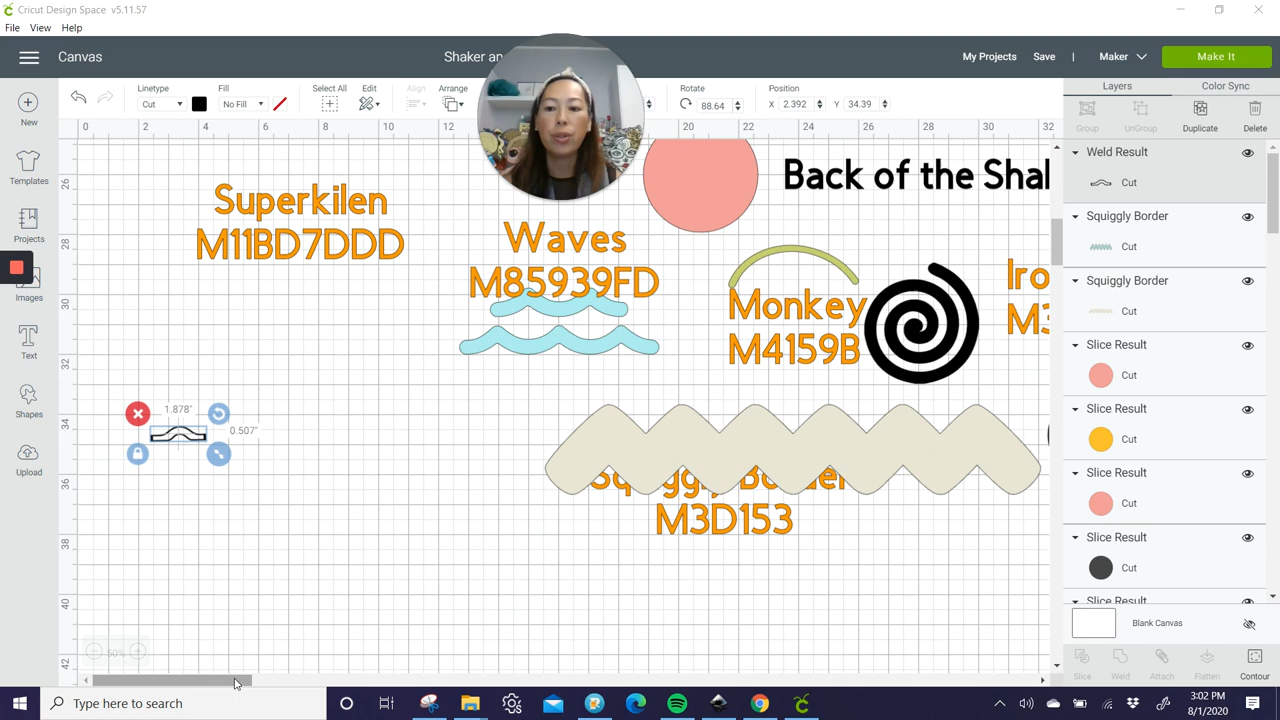 Cricut Design Space v5.11.57
File View Help
Canvas
Shaker an
My Projects Save | Maker Make It
Linetype
Cut
Fill
No Fill
Select All
Edit
Align
Arrange
Rotate
88.64
Position
X 2.392 Y 34.39
Layers
Color Sync
Group
UnGroup
Duplicate
Delete
New
Templates
Projects
Images
Text
Shapes
Upload
0 2 4 6 8 10 12 20 22 24 26 28 30 32
26
28
30
32
34
36
38
40
42
Superkilen
M11BD7DDD
Waves
M85939FD
Back of the Shal
Monkey
M4159B
Iro
M3
1.878"
0.507"
Squiggly Border
M3D153
50%
Weld Result
Cut
Squiggly Border
Cut
Squiggly Border
Cut
Slice Result
Cut
Slice Result
Cut
Slice Result
Cut
Slice Result
Cut
Slice Result
Blank Canvas
Slice
Weld
Attach
Flatten
Contour
Type here to search
3:02 PM
8/1/2020